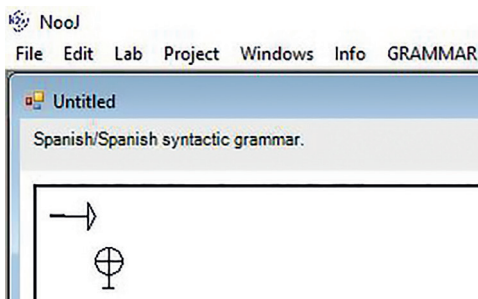 NooJ
File Edit Lab Project Windows Info GRAMMAR
Untitled
Spanish/Spanish syntactic grammar.